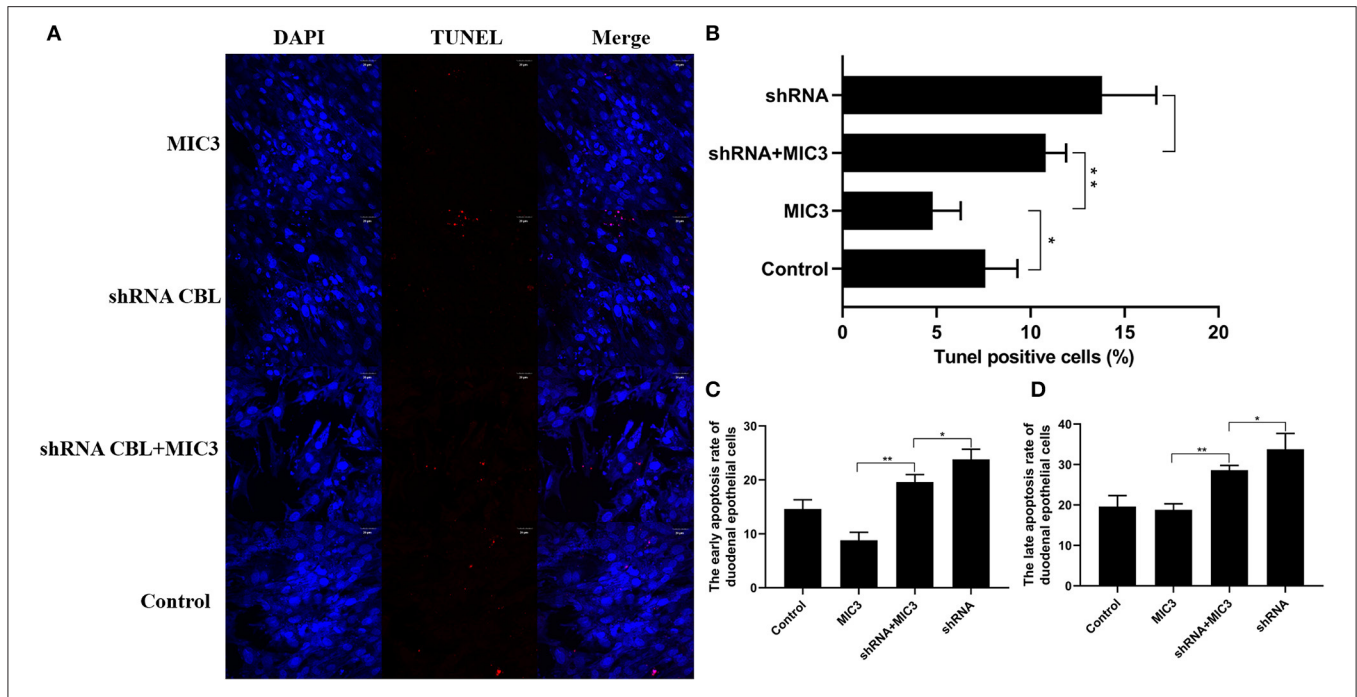 A
DAPI
TUNEL
Merge
MIC3
shRNA CBL
shRNA CBL+MIC3
Control
B
shRNA
shRNA+MIC3
MIC3
Control
**
*
0
5
10
15
20
Tunel positive cells (%)
C
The early apoptosis rate of
duodenal epothelial cells
30
20
10
0
**
*
Control
MIC3
shRNA+MIC3
shRNA
D
The late apoptosis rate of
duodenal epothelial cells
40
30
20
10
0
**
*
Control
MIC3
shRNA+MIC3
shRNA